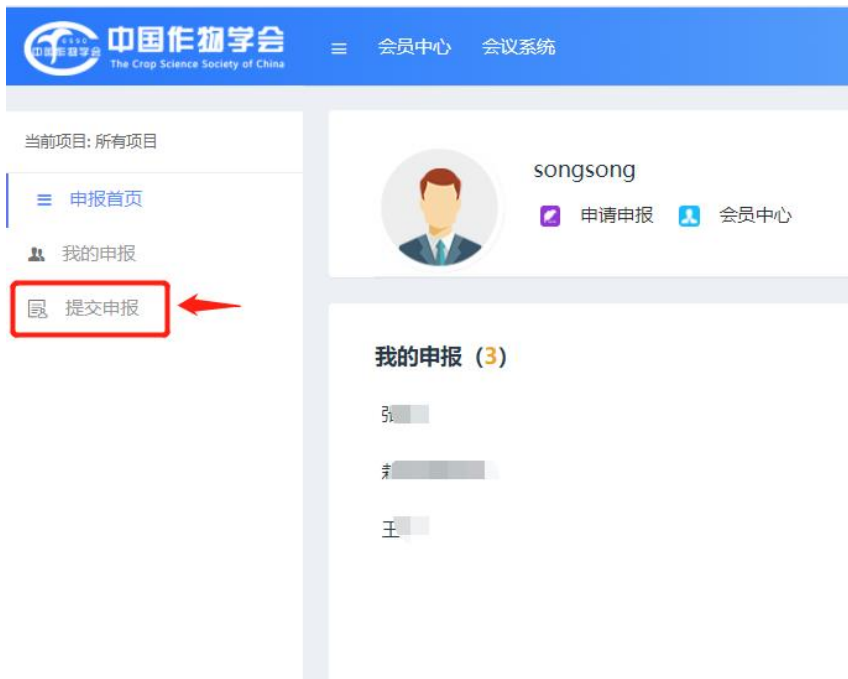 中国作物学会
The Crop Science Society of China
会员中心 会议系统
当前项目: 所有项目
申报首页
我的申报
提交申报
songsong
申请申报 会员中心
我的申报（3）
张
王